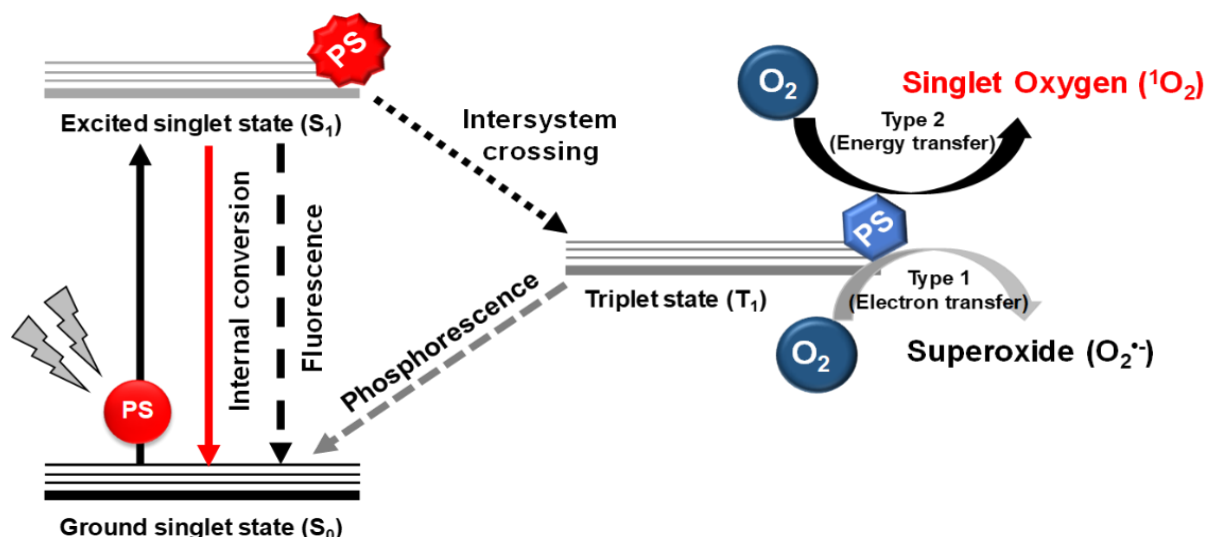 PS
Excited singlet state (S₁)
Internal conversion
Fluorescence
PS
Ground singlet state (S₀)
Intersystem
crossing
Phosphorescence
Triplet state (T₁)
PS
O₂
Singlet Oxygen (¹O₂)
Type 2
(Energy transfer)
Type 1
(Electron transfer)
O₂
Superoxide (O₂•-)